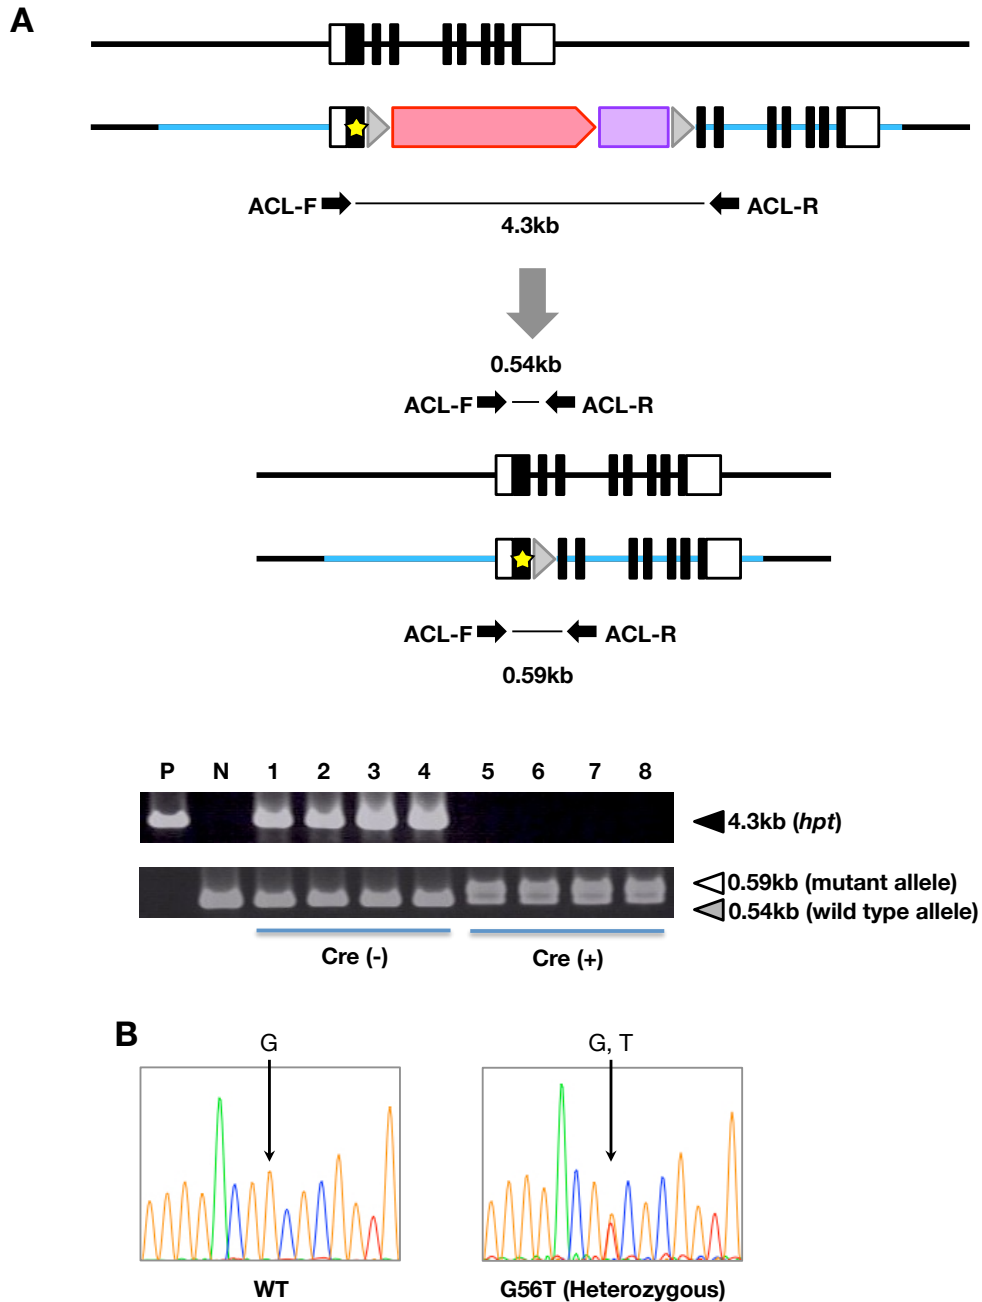 A
ACL-F
ACL-R
4.3kb
0.54kb
ACL-F
ACL-R
ACL-F
ACL-R
0.59kb
P N 1 2 3 4 5 6 7 8
4.3kb (hpt)
0.59kb (mutant allele)
0.54kb (wild type allele)
Cre (-) Cre (+)
B
G
G, T
WT
G56T (Heterozygous)